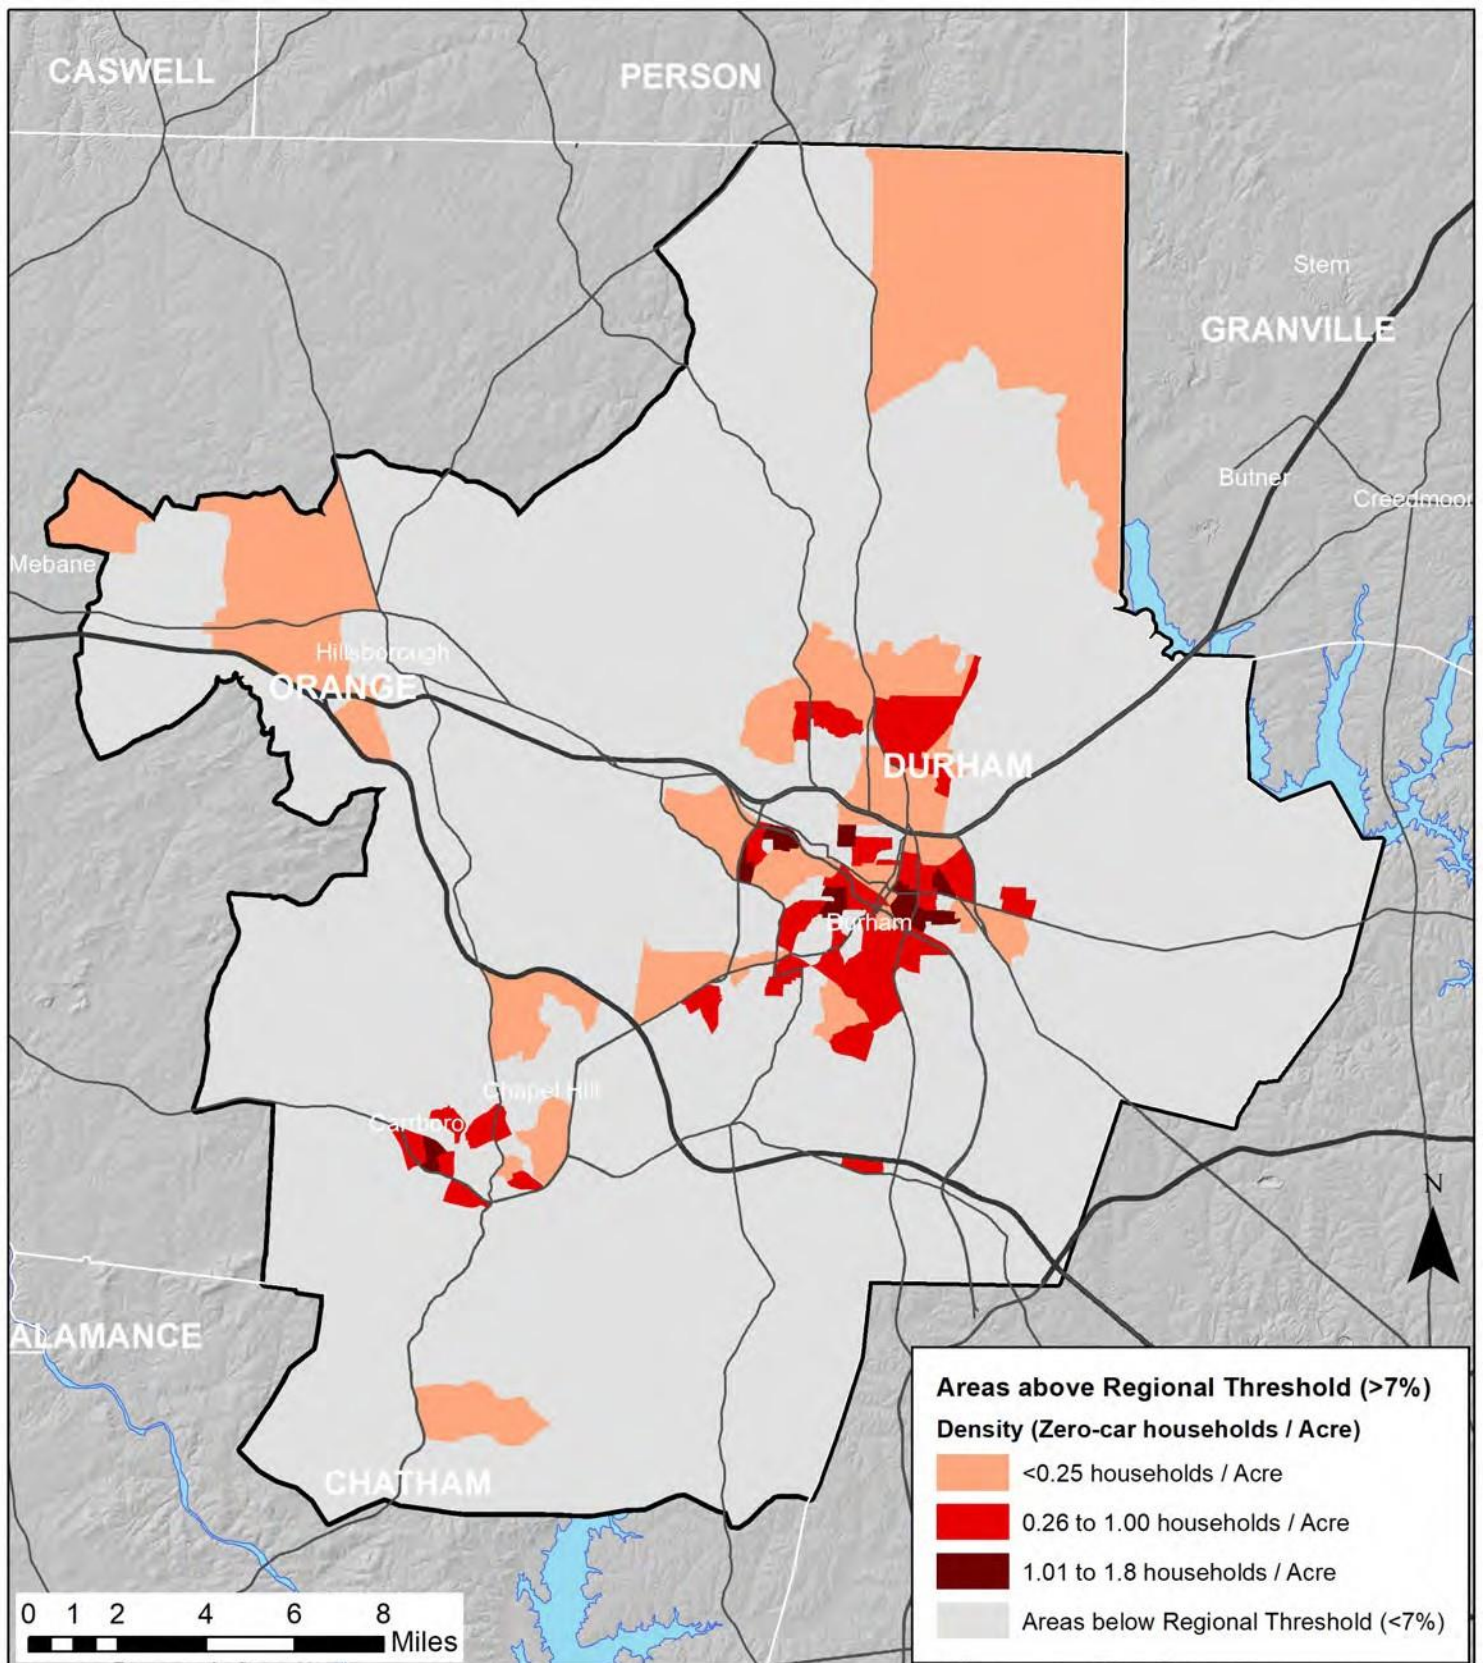 CASWELL
PERSON
Stem
GRANVILLE
Butner
Creedmoor
Mebane
Hillsborough
ORANGE
DURHAM
Durham
Chapel Hill
Carrboro
N
ALAMANCE
CHATHAM
Areas above Regional Threshold (>7%)
Density (Zero-car households / Acre)
<0.25 households / Acre
0.26 to 1.00 households / Acre
1.01 to 1.8 households / Acre
Areas below Regional Threshold (<7%)
0 1 2 4 6 8
Miles